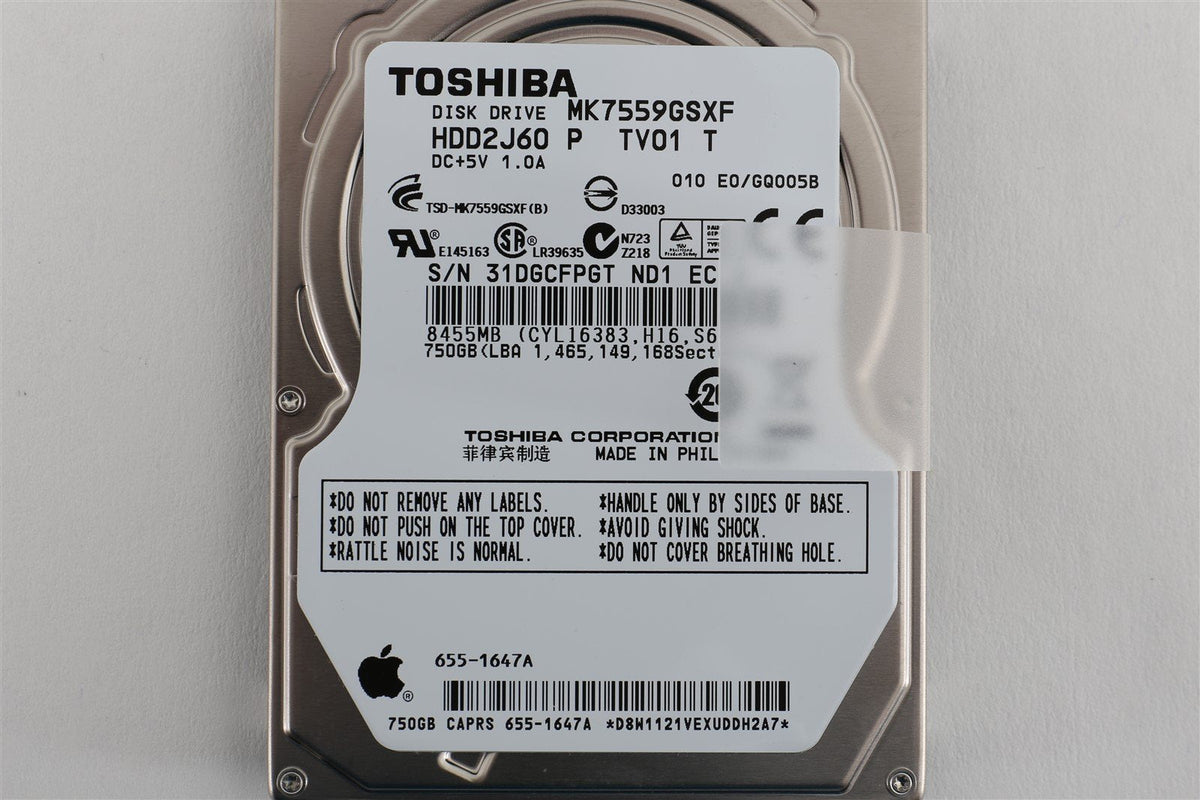 TOSHIBA
DISK DRIVE MK7559GSXF
HDD2J60 P TV01 T
DC+5V 1.0A
010 E0/GQ005B
TSD-MK7559GSXF(B) D33003
E145163 LR39635 N723
Z218
S/N 31DGCFPGT ND1 EC
8455MB (CYL16383,H16,S6
750GB(LBA 1,465,149,168Sect
20
TOSHIBA CORPORATION
菲律宾制造 MADE IN PHIL
*DO NOT REMOVE ANY LABELS. *HANDLE ONLY BY SIDES OF BASE.
*DO NOT PUSH ON THE TOP COVER. *AVOID GIVING SHOCK.
*RATTLE NOISE IS NORMAL. *DO NOT COVER BREATHING HOLE.
655-1647A
750GB CAPRS 655-1647A *D8W1121VEXUDDH2A7*